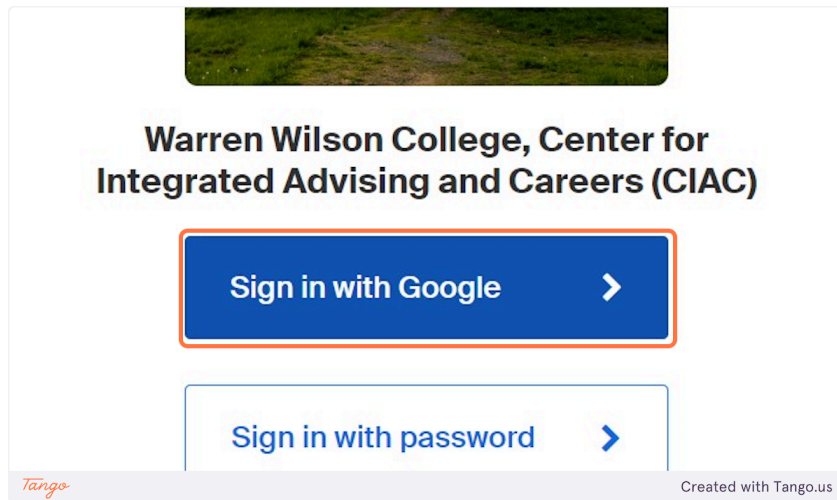 Warren Wilson College, Center for
Integrated Advising and Careers (CIAC)
Sign in with Google
Sign in with password
Tango
Created with Tango.us